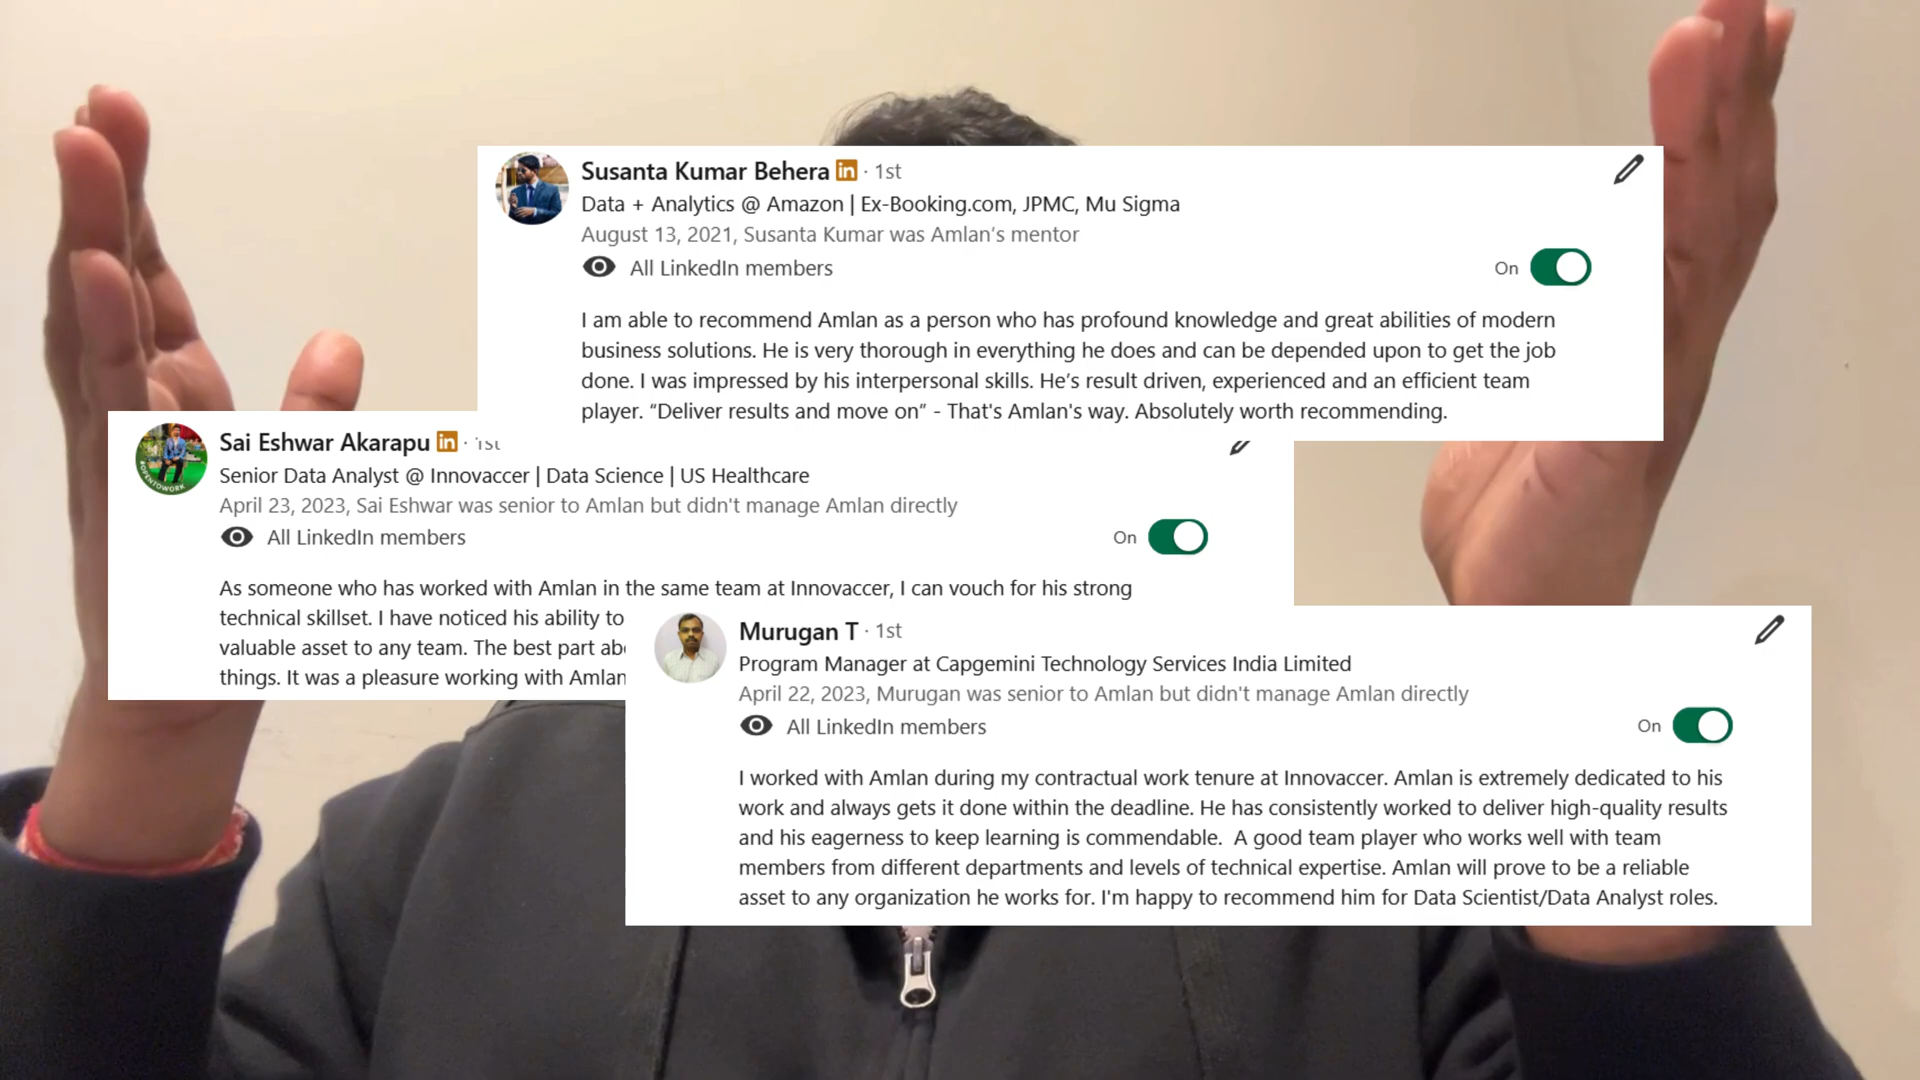 Susanta Kumar Behera in · 1st
Data + Analytics @ Amazon | Ex-Booking.com, JPMC, Mu Sigma
August 13, 2021, Susanta Kumar was Amlan's mentor
All LinkedIn members
On
I am able to recommend Amlan as a person who has profound knowledge and great abilities of modern
business solutions. He is very thorough in everything he does and can be depended upon to get the job
done. I was impressed by his interpersonal skills. He's result driven, experienced and an efficient team
player. “Deliver results and move on” - That's Amlan's way. Absolutely worth recommending.
Sai Eshwar Akarapu in · 1st
Senior Data Analyst @ Innovaccer | Data Science | US Healthcare
April 23, 2023, Sai Eshwar was senior to Amlan but didn't manage Amlan directly
All LinkedIn members
On
#OPENTOWORK
As someone who has worked with Amlan in the same team at Innovaccer, I can vouch for his strong
technical skillset. I have noticed his ability to
valuable asset to any team. The best part
things. It was a pleasure working with Amlan
Murugan T · 1st
Program Manager at Capgemini Technology Services India Limited
April 22, 2023, Murugan was senior to Amlan but didn't manage Amlan directly
All LinkedIn members
On
I worked with Amlan during my contractual work tenure at Innovaccer. Amlan is extremely dedicated to his
work and always gets it done within the deadline. He has consistently worked to deliver high-quality results
and his eagerness to keep learning is commendable. A good team player who works well with team
members from different departments and levels of technical expertise. Amlan will prove to be a reliable
asset to any organization he works for. I'm happy to recommend him for Data Scientist/Data Analyst roles.